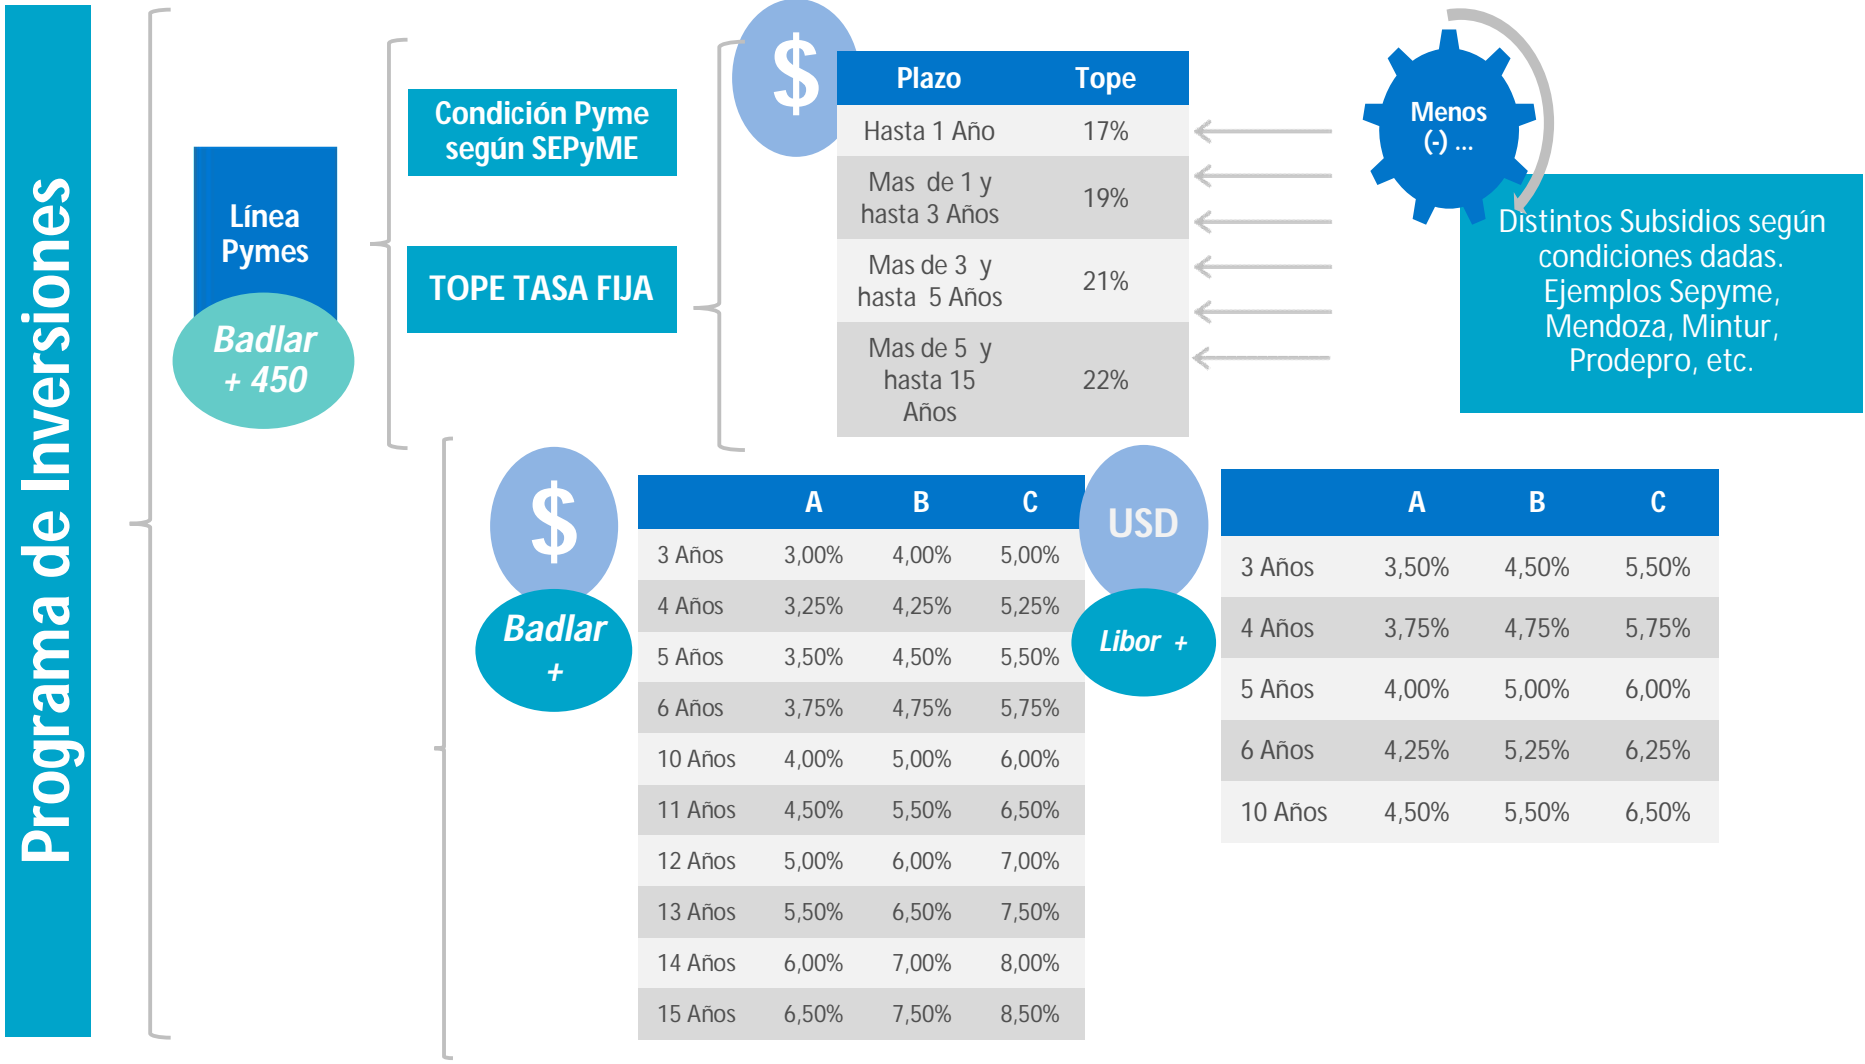 Programa de Inversiones
Línea
Pymes
Badlar
+ 450
Condición Pyme
según SEPyME
TOPE TASA FIJA
$
Plazo Tope
Hasta 1 Año 17%
Mas de 1 y
hasta 3 Años 19%
Mas de 3 y
hasta 5 Años 21%
Mas de 5 y
hasta 15
Años 22%
Menos
(-) ...
Distintos Subsidios según
condiciones dadas.
Ejemplos Sepyme,
Mendoza, Mintur,
Prodepro, etc.
$
Badlar
+
A B C
3 Años 3,00% 4,00% 5,00%
4 Años 3,25% 4,25% 5,25%
5 Años 3,50% 4,50% 5,50%
6 Años 3,75% 4,75% 5,75%
10 Años 4,00% 5,00% 6,00%
11 Años 4,50% 5,50% 6,50%
12 Años 5,00% 6,00% 7,00%
13 Años 5,50% 6,50% 7,50%
14 Años 6,00% 7,00% 8,00%
15 Años 6,50% 7,50% 8,50%
USD
Libor +
A B C
3 Años 3,50% 4,50% 5,50%
4 Años 3,75% 4,75% 5,75%
5 Años 4,00% 5,00% 6,00%
6 Años 4,25% 5,25% 6,25%
10 Años 4,50% 5,50% 6,50%